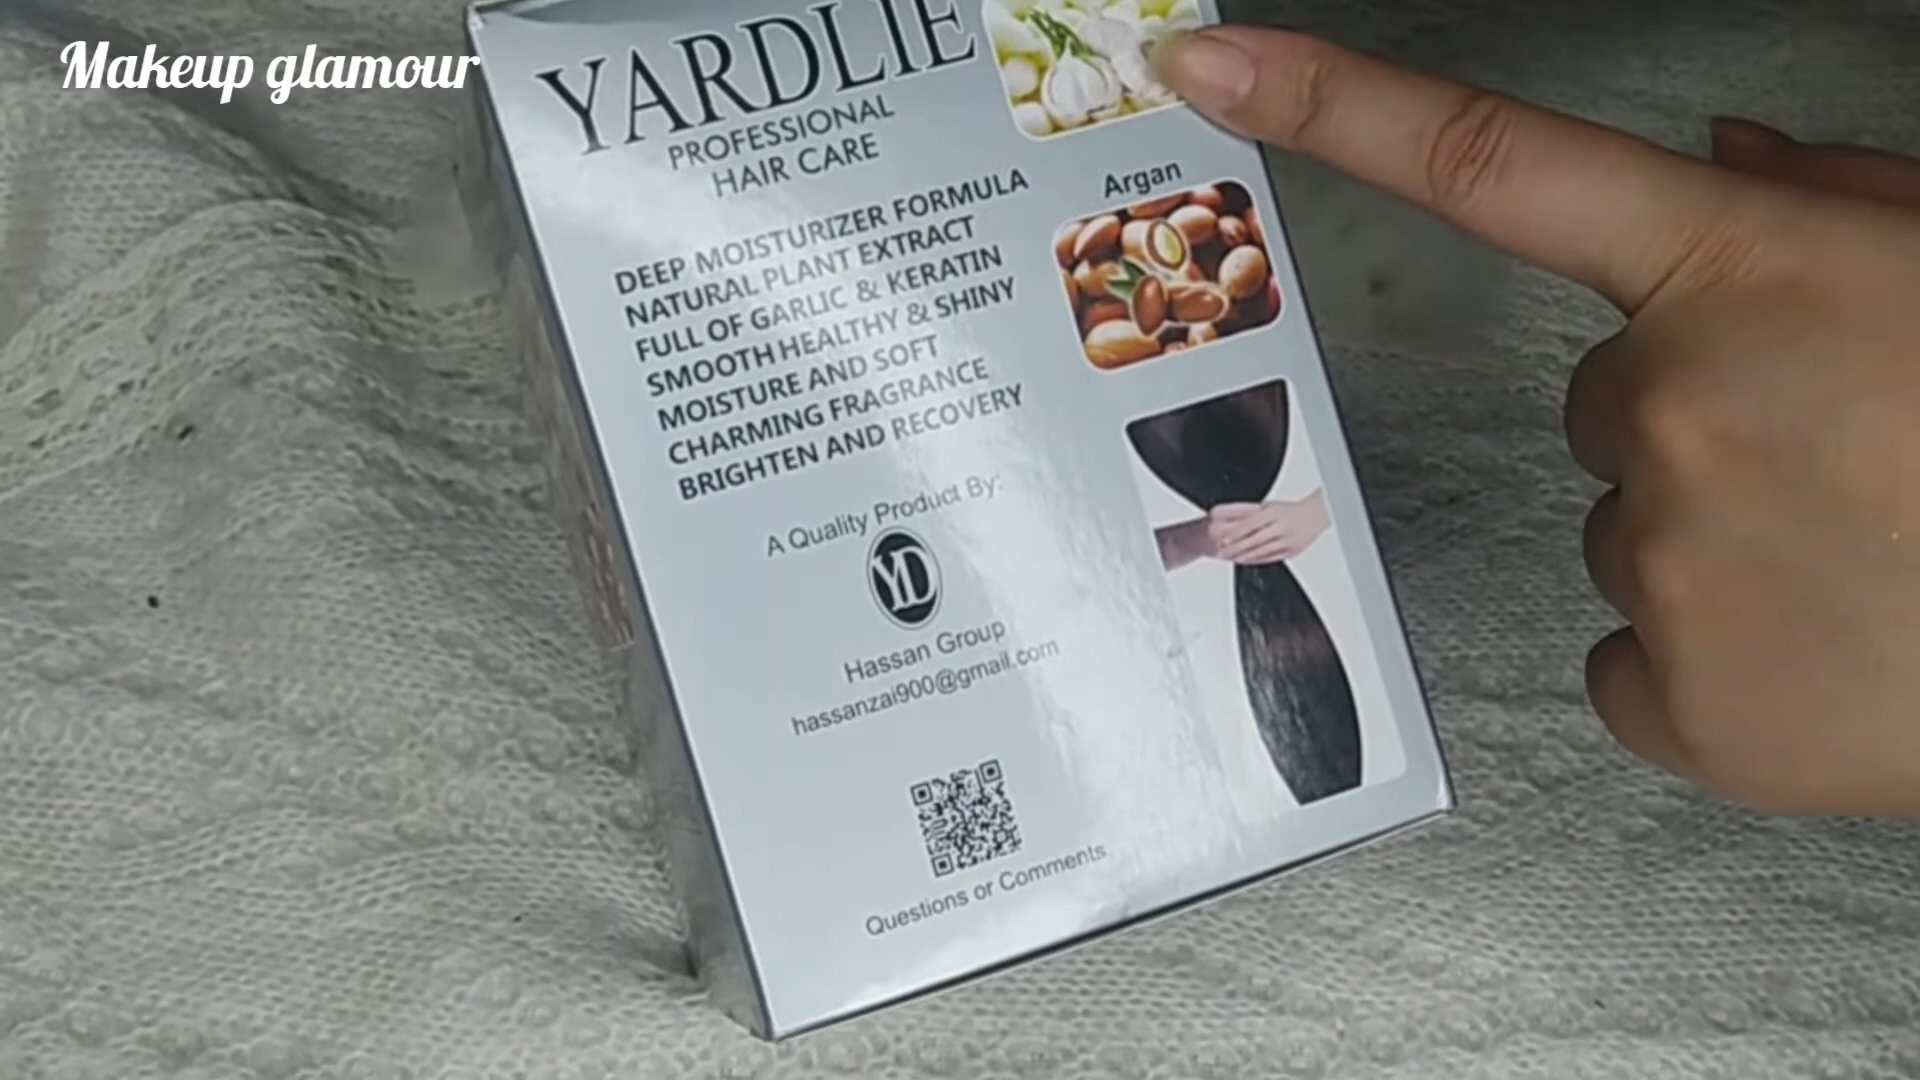 Makeup glamour
YARDLIE
PROFESSIONAL
HAIR CARE
DEEP MOISTURIZER FORMULA
NATURAL PLANT EXTRACT
FULL OF GARLIC & KERATIN
SMOOTH HEALTHY & SHINY
MOISTURE AND SOFT
CHARMING FRAGRANCE
BRIGHTEN AND RECOVERY
A Quality Product By:
YD
Hassan Group
hassanzai900@gmail.com
Questions or Comments
Argan